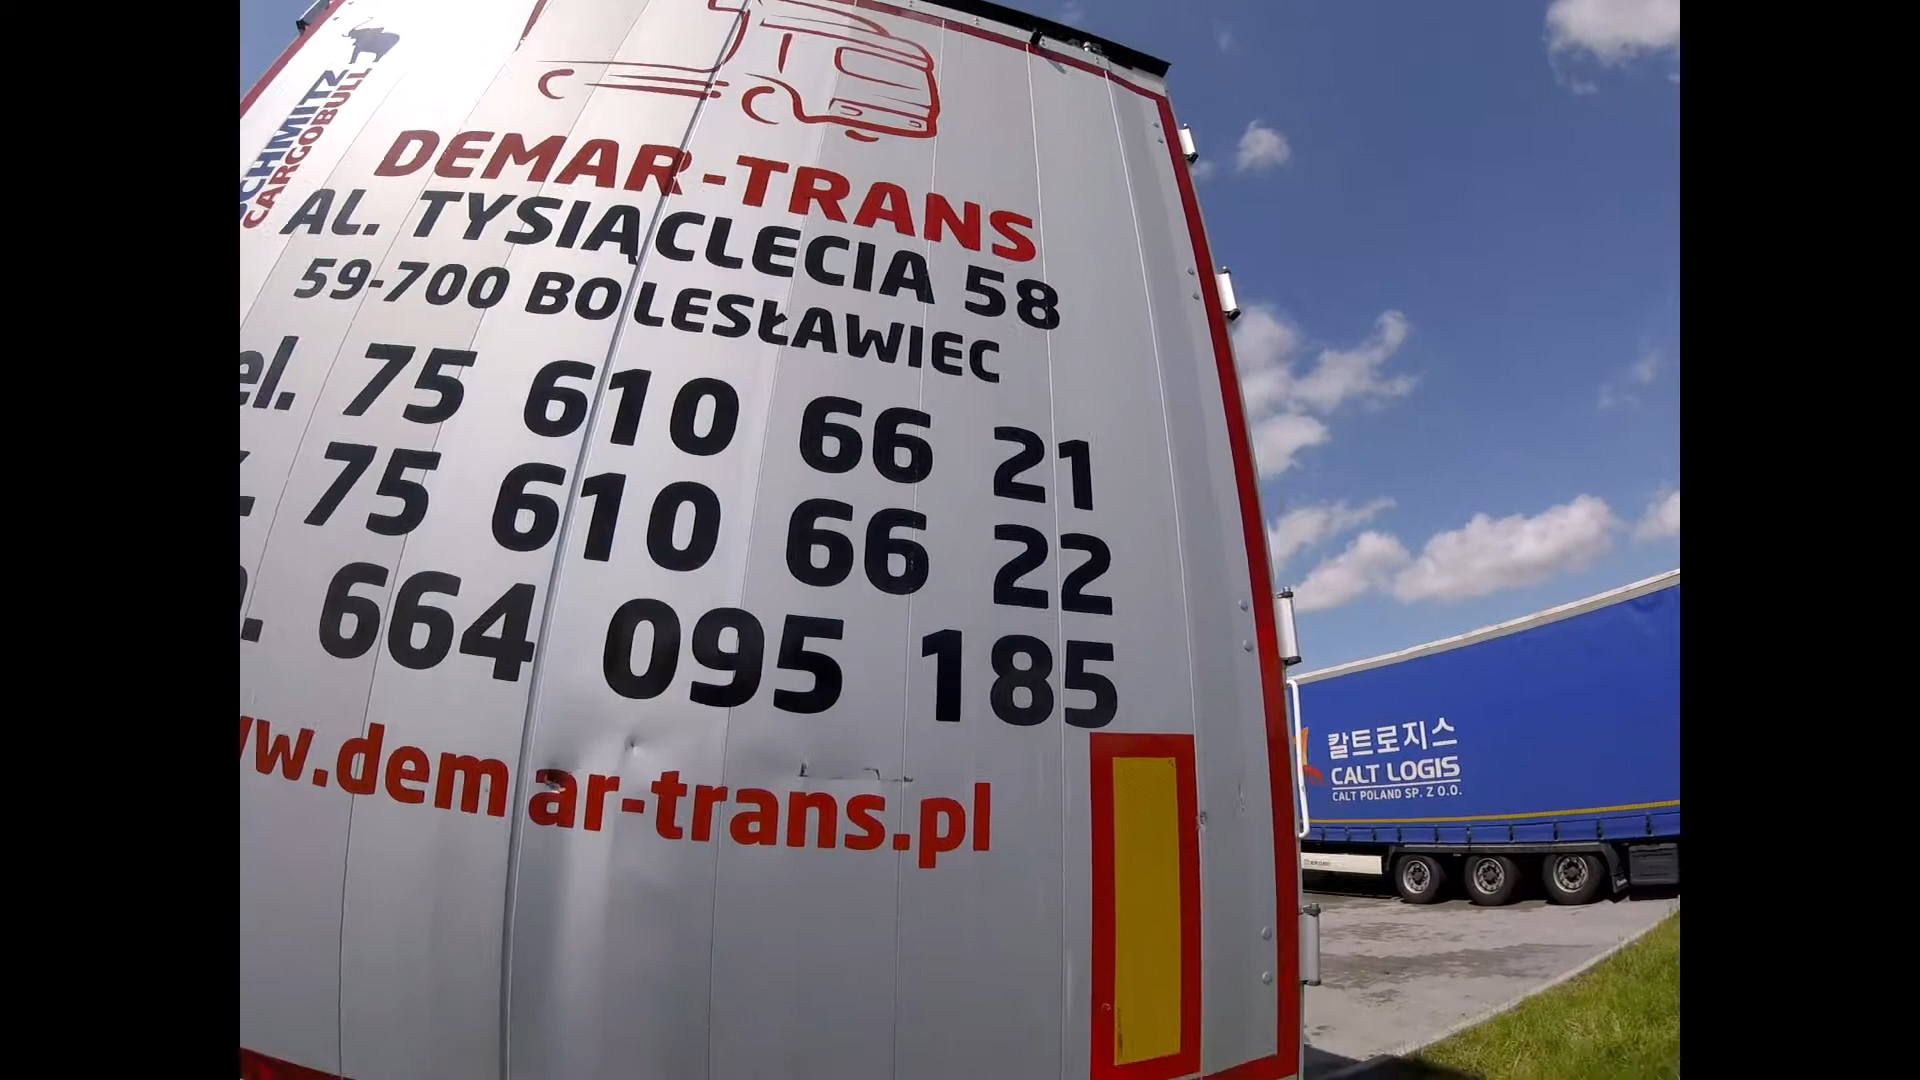 SCHMITZ
CARGOBULL
DEMAR-TRANS
AL. TYSIĄCLECIA 58
59-700 BOLESŁAWIEC
el. 75 610 66 21
75 610 66 22
664 095 185
w.demar-trans.pl
칼트로지스
CALT LOGIS
CALT POLAND SP. Z O.O.